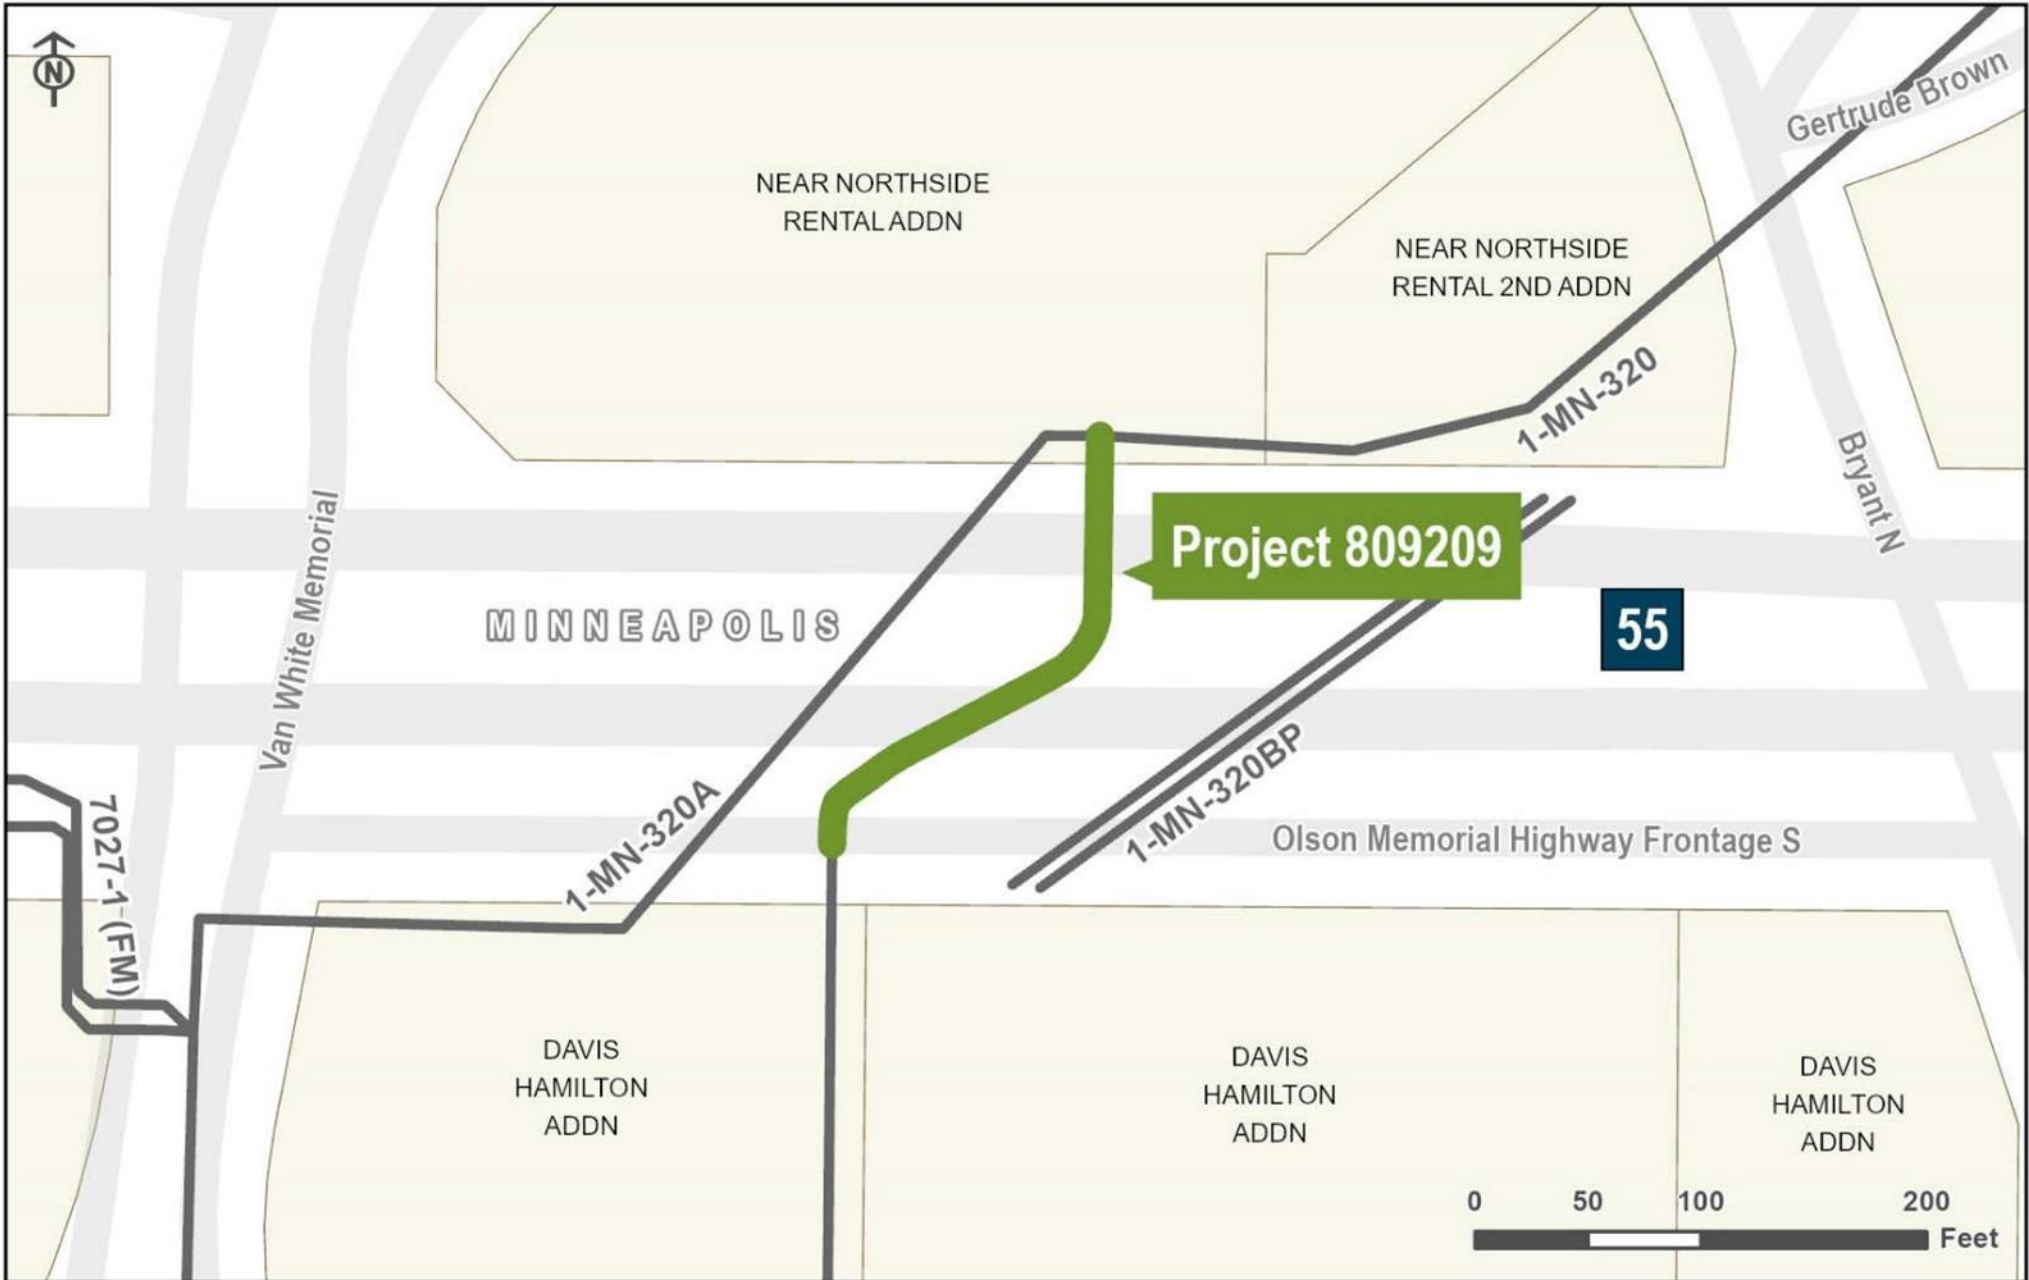 N
Gertrude Brown
NEAR NORTHSIDE
RENTAL ADDN
NEAR NORTHSIDE
RENTAL 2ND ADDN
1-MN-320
Bryant N
Project 809209
Van White Memorial
MINNEAPOLIS
55
1-MN-320A
1-MN-320BP
7027-1 (FM)
Olson Memorial Highway Frontage S
DAVIS
HAMILTON
ADDN
DAVIS
HAMILTON
ADDN
DAVIS
HAMILTON
ADDN
0 50 100 200
Feet